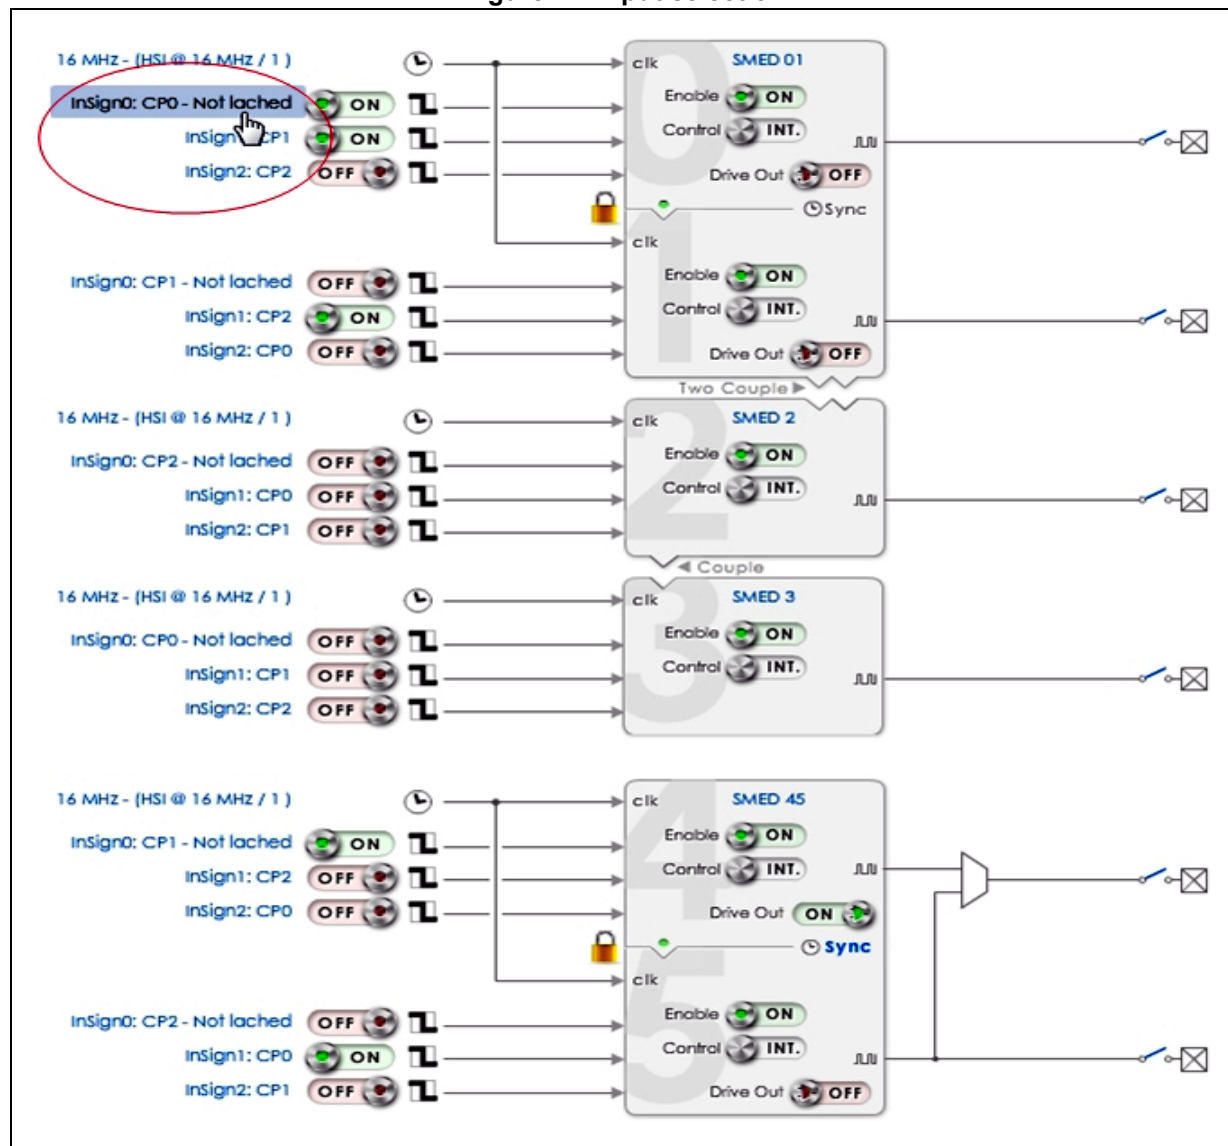 16 MHz - (HSI @ 16 MHz / 1 )
clk
SMED 01
InSign0: CP0 - Not lached
ON
Enable ON
CP1
ON
Control INT.
InSign2: CP2
OFF
Drive Out OFF
Sync
clk
InSign0: CP1 - Not lached
OFF
Enable ON
InSign1: CP2
ON
Control INT.
InSign2: CP0
OFF
Drive Out OFF
Two Couple
16 MHz - (HSI @ 16 MHz / 1 )
clk
SMED 2
InSign0: CP2 - Not lached
OFF
Enable ON
InSign1: CP0
OFF
Control INT.
InSign2: CP1
OFF
Couple
16 MHz - (HSI @ 16 MHz / 1 )
clk
SMED 3
InSign0: CP0 - Not lached
OFF
Enable ON
InSign1: CP1
OFF
Control INT.
InSign2: CP2
OFF
16 MHz - (HSI @ 16 MHz / 1 )
clk
SMED 45
InSign0: CP1 - Not lached
ON
Enable ON
InSign1: CP2
OFF
Control INT.
InSign2: CP0
OFF
Drive Out ON
Sync
clk
InSign0: CP2 - Not lached
OFF
Enable ON
InSign1: CP0
ON
Control INT.
InSign2: CP1
OFF
Drive Out OFF
0
1
2
3
4
5